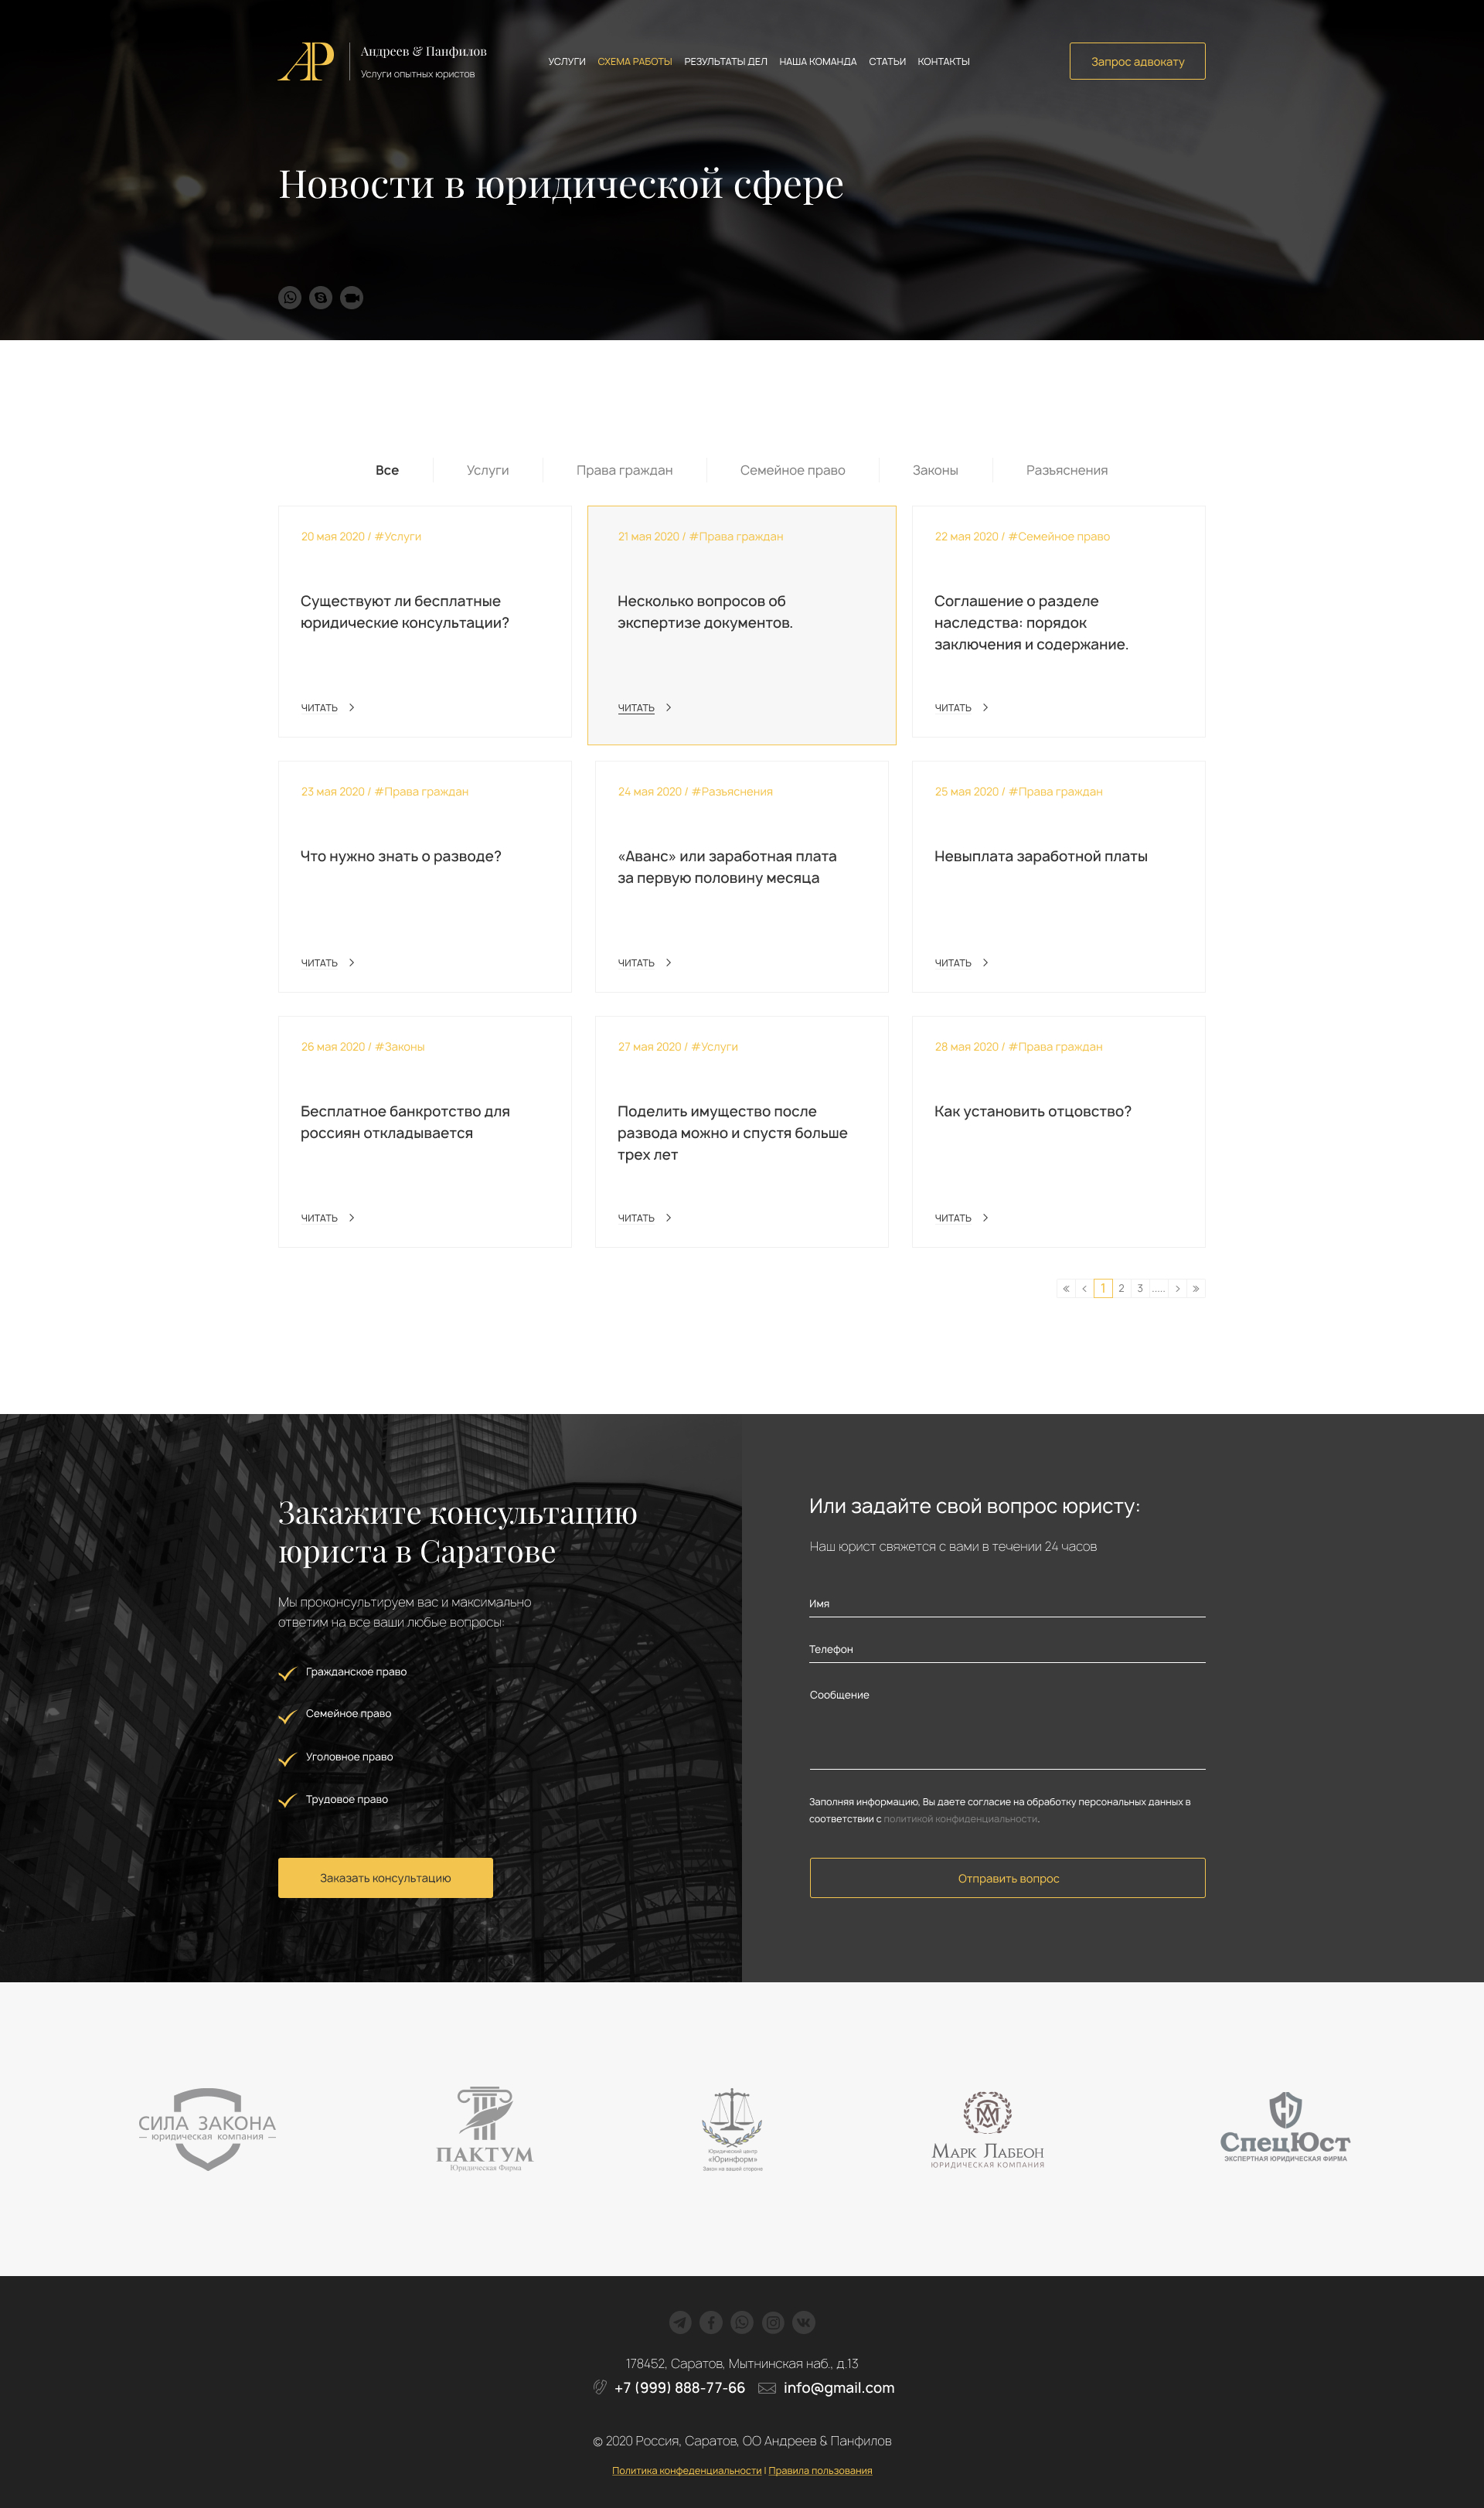 АР
Андреев & Панфилов
Услуги опытных юристов
УСЛУГИ СХЕМА РАБОТЫ РЕЗУЛЬТАТЫ ДЕЛ НАША КОМАНДА СТАТЬИ КОНТАКТЫ
Запрос адвокату
Новости в юридической сфере
Все Услуги Права граждан Семейное право Законы Разъяснения
20 мая 2020 / #Услуги
Существуют ли бесплатные
юридические консультации?
ЧИТАТЬ
21 мая 2020 / #Права граждан
Несколько вопросов об
экспертизе документов.
ЧИТАТЬ
22 мая 2020 / #Семейное право
Соглашение о разделе
наследства: порядок
заключения и содержание.
ЧИТАТЬ
23 мая 2020 / #Права граждан
Что нужно знать о разводе?
ЧИТАТЬ
24 мая 2020 / #Разъяснения
«Аванс» или заработная плата
за первую половину месяца
ЧИТАТЬ
25 мая 2020 / #Права граждан
Невыплата заработной платы
ЧИТАТЬ
26 мая 2020 / #Законы
Бесплатное банкротство для
россиян откладывается
ЧИТАТЬ
27 мая 2020 / #Услуги
Поделить имущество после
развода можно и спустя больше
трех лет
ЧИТАТЬ
28 мая 2020 / #Права граждан
Как установить отцовство?
ЧИТАТЬ
« ‹ 1 2 3 ..... › »
Закажите консультацию
юриста в Саратове
Мы проконсультируем вас и максимально
ответим на все ваши любые вопросы:
Гражданское право
Семейное право
Уголовное право
Трудовое право
Заказать консультацию
Или задайте свой вопрос юристу:
Наш юрист свяжется с вами в течении 24 часов
Имя
Телефон
Сообщение
Заполняя информацию, Вы даете согласие на обработку персональных данных в
соответствии с политикой конфиденциальности.
Отправить вопрос
СИЛА ЗАКОНА
юридическая компания
ПАКТУМ
Юридическая Фирма
Юридический центр
«Юринформ»
Закон на вашей стороне
Марк Лабеон
ЮРИДИЧЕСКАЯ КОМПАНИЯ
СпецЮст
ЭКСПЕРТНАЯ ЮРИДИЧЕСКАЯ ФИРМА
178452, Саратов, Мытнинская наб., д.13
+7 (999) 888-77-66 info@gmail.com
© 2020 Россия, Саратов, ОО Андреев & Панфилов
Политика конфеденциальности | Правила пользования